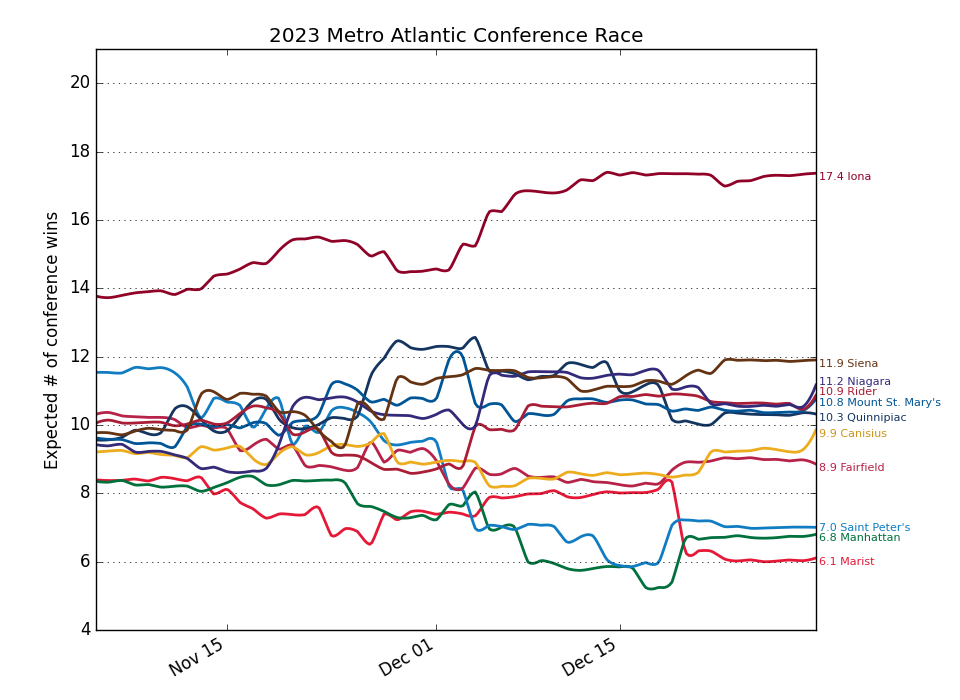 2023 Metro Atlantic Conference Race
Expected # of conference wins
20
18
16
14
12
10
8
6
4
Nov 15
Dec 01
Dec 15
17.4 Iona
11.9 Siena
11.2 Niagara
10.9 Rider
10.8 Mount St. Mary's
10.3 Quinnipiac
9.9 Canisius
8.9 Fairfield
7.0 Saint Peter's
6.8 Manhattan
6.1 Marist